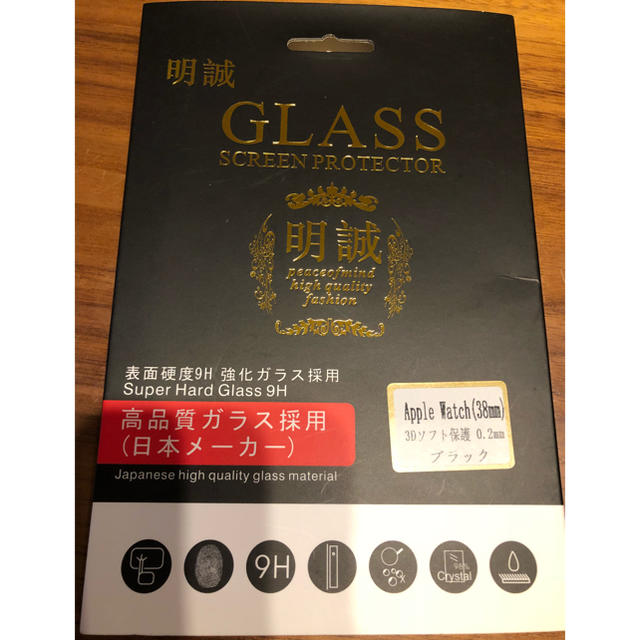 明誠
GLASS
SCREEN PROTECTOR
明誠
peaceofmind
high quality
fashion
表面硬度9H 強化ガラス採用
Super Hard Glass 9H
高品質ガラス採用
(日本メーカー)
Japanese high quality glass material
Apple Watch(38mm)
3Dソフト保護 0.2mm
ブラック
9H
98%
Crystal